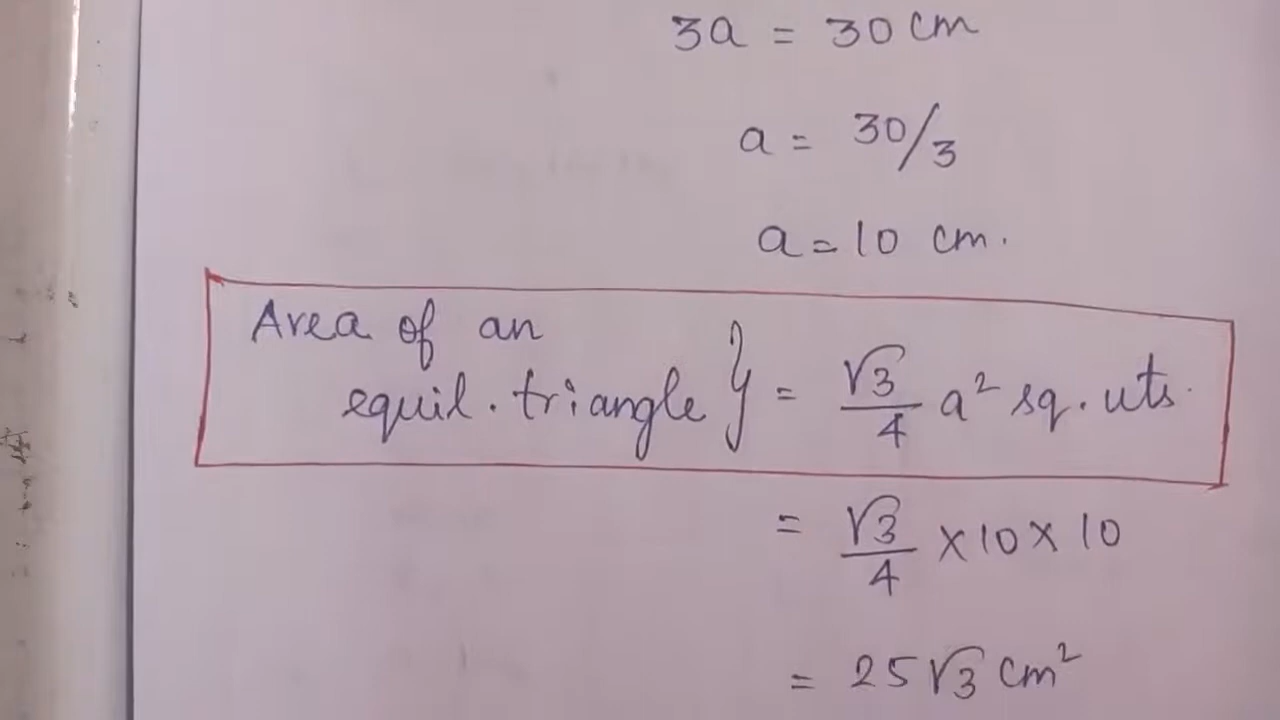 3a = 30 cm
a = 30/3
a = 10 cm.
Area of an
equil. triangle } = √3/4 a² sq. uts.
= √3/4 × 10 × 10
= 25√3 cm²